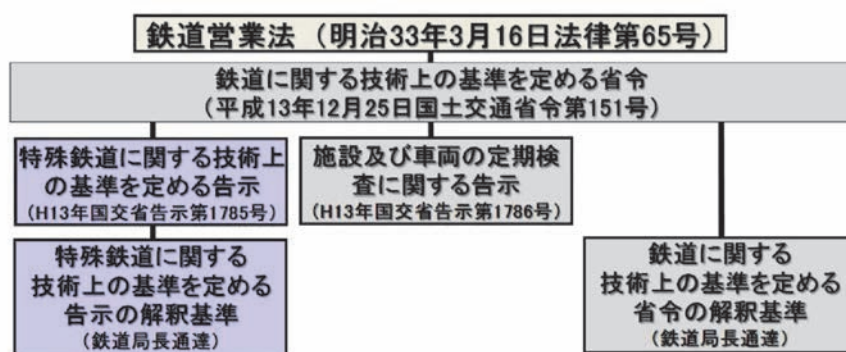 鉄道営業法（明治33年3月16日法律第65号）
鉄道に関する技術上の基準を定める省令
（平成13年12月25日国土交通省令第151号）
特殊鉄道に関する技術上
の基準を定める告示
（H13年国交省告示第1785号）
施設及び車両の定期検
査に関する告示
（H13年国交省告示第1786号）
特殊鉄道に関する
技術上の基準を定める
告示の解釈基準
（鉄道局長通達）
鉄道に関する
技術上の基準を定める
省令の解釈基準
（鉄道局長通達）